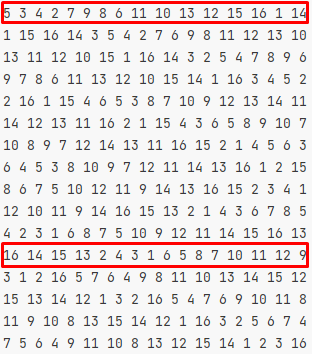 5 3 4 2 7 9 8 6 11 10 13 12 15 16 1 14
1 15 16 14 3 5 4 2 7 6 9 8 11 12 13 10
13 11 12 10 15 1 16 14 3 2 5 4 7 8 9 6
9 7 8 6 11 13 12 10 15 14 1 16 3 4 5 2
2 16 1 15 4 6 5 3 8 7 10 9 12 13 14 11
14 12 13 11 16 2 1 15 4 3 6 5 8 9 10 7
10 8 9 7 12 14 13 11 16 15 2 1 4 5 6 3
6 4 5 3 8 10 9 7 12 11 14 13 16 1 2 15
8 6 7 5 10 12 11 9 14 13 16 15 2 3 4 1
12 10 11 9 14 16 15 13 2 1 4 3 6 7 8 5
4 2 3 1 6 8 7 5 10 9 12 11 14 15 16 13
16 14 15 13 2 4 3 1 6 5 8 7 10 11 12 9
3 1 2 16 5 7 6 4 9 8 11 10 13 14 15 12
15 13 14 12 1 3 2 16 5 4 7 6 9 10 11 8
11 9 10 8 13 15 14 12 1 16 3 2 5 6 7 4
7 5 6 4 9 11 10 8 13 12 15 14 1 2 3 16